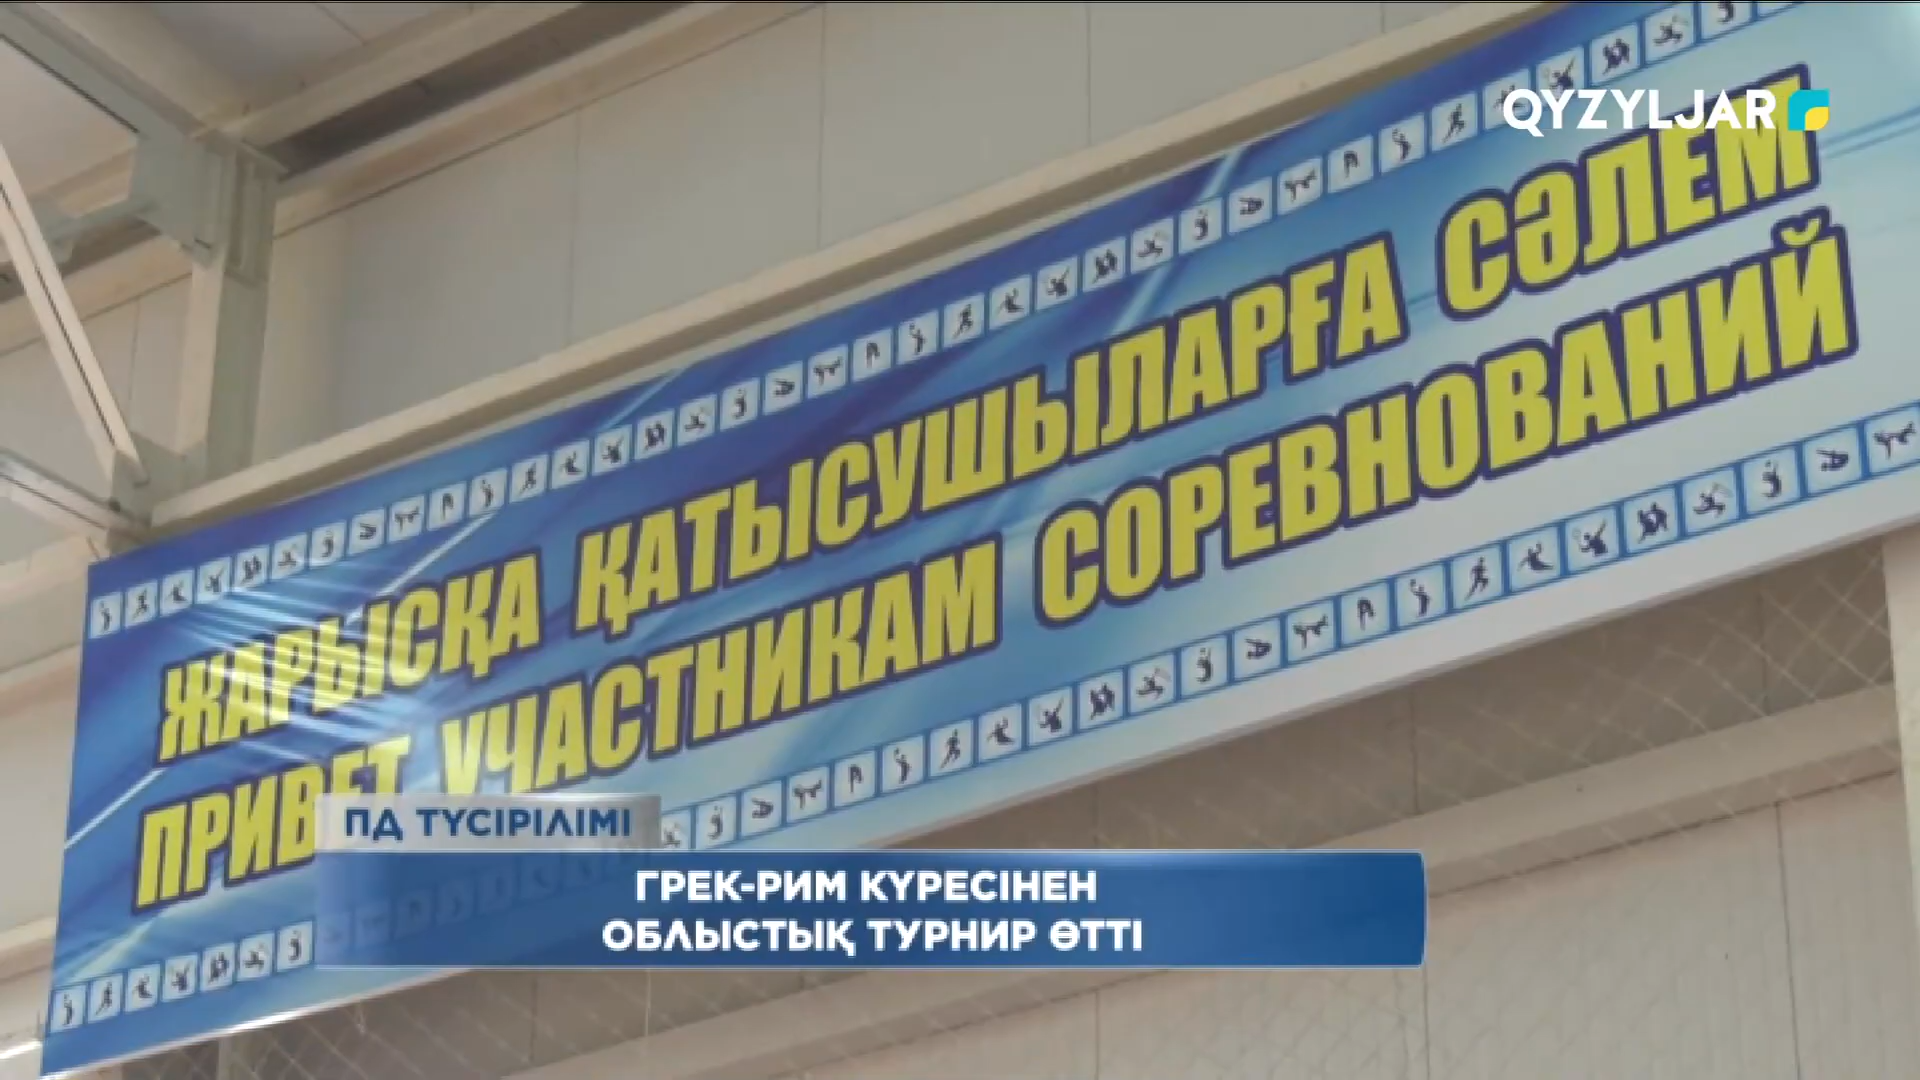 QYZYLJAR
ЖАРЫСҚА ҚАТЫСУШЫЛАРҒА СӘЛЕМ
ПРИВЕТ УЧАСТНИКАМ СОРЕВНОВАНИЙ
ПД ТҮСІРІЛІМІ
ГРЕК-РИМ КҮРЕСІНЕН
ОБЛЫСТЫҚ ТУРНИР ӨТТІ